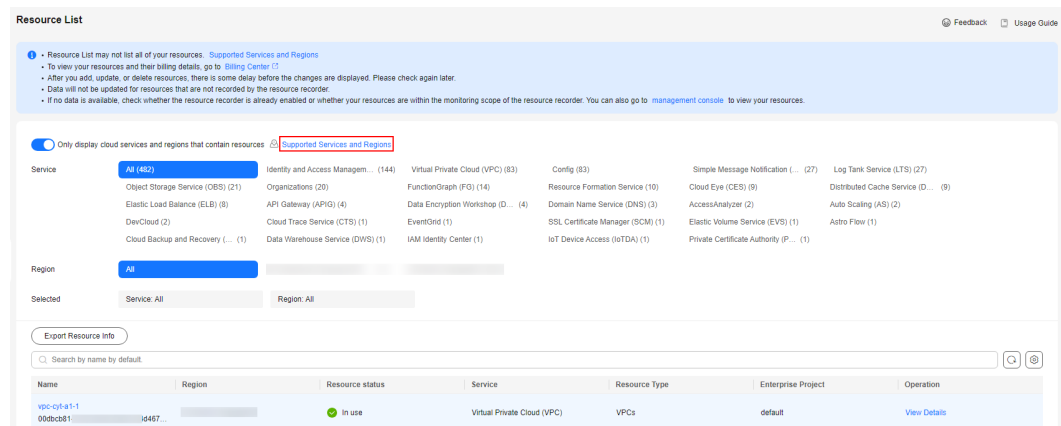 Resource List
Feedback Usage Guide
• Resource List may not list all of your resources. Supported Services and Regions
• To view your resources and their billing details, go to Billing Center
• After you add, update, or delete resources, there is some delay before the changes are displayed. Please check again later.
• Data will not be updated for resources that are not recorded by the resource recorder.
• If no data is available, check whether the resource recorder is already enabled or whether your resources are within the monitoring scope of the resource recorder. You can also go to management console to view your resources.
Only display cloud services and regions that contain resources Supported Services and Regions
Service All (482) Identity and Access Managem... (144) Virtual Private Cloud (VPC) (83) Config (83) Simple Message Notification (... (27) Log Tank Service (LTS) (27)
Object Storage Service (OBS) (21) Organizations (20) FunctionGraph (FG) (14) Resource Formation Service (10) Cloud Eye (CES) (9) Distributed Cache Service (D... (9)
Elastic Load Balance (ELB) (8) API Gateway (APIG) (4) Data Encryption Workshop (D... (4) Domain Name Service (DNS) (3) AccessAnalyzer (2) Auto Scaling (AS) (2)
DevCloud (2) Cloud Trace Service (CTS) (1) EventGrid (1) SSL Certificate Manager (SCM) (1) Elastic Volume Service (EVS) (1) Astro Flow (1)
Cloud Backup and Recovery (... (1) Data Warehouse Service (DWS) (1) IAM Identity Center (1) IoT Device Access (IoTDA) (1) Private Certificate Authority (P... (1)
Region All
Selected Service: All Region: All
Export Resource Info
Search by name by default.
Name Region Resource status Service Resource Type Enterprise Project Operation
vpc-cyt-a1-1
00dbcb81- id467... In use Virtual Private Cloud (VPC) VPCs default View Details